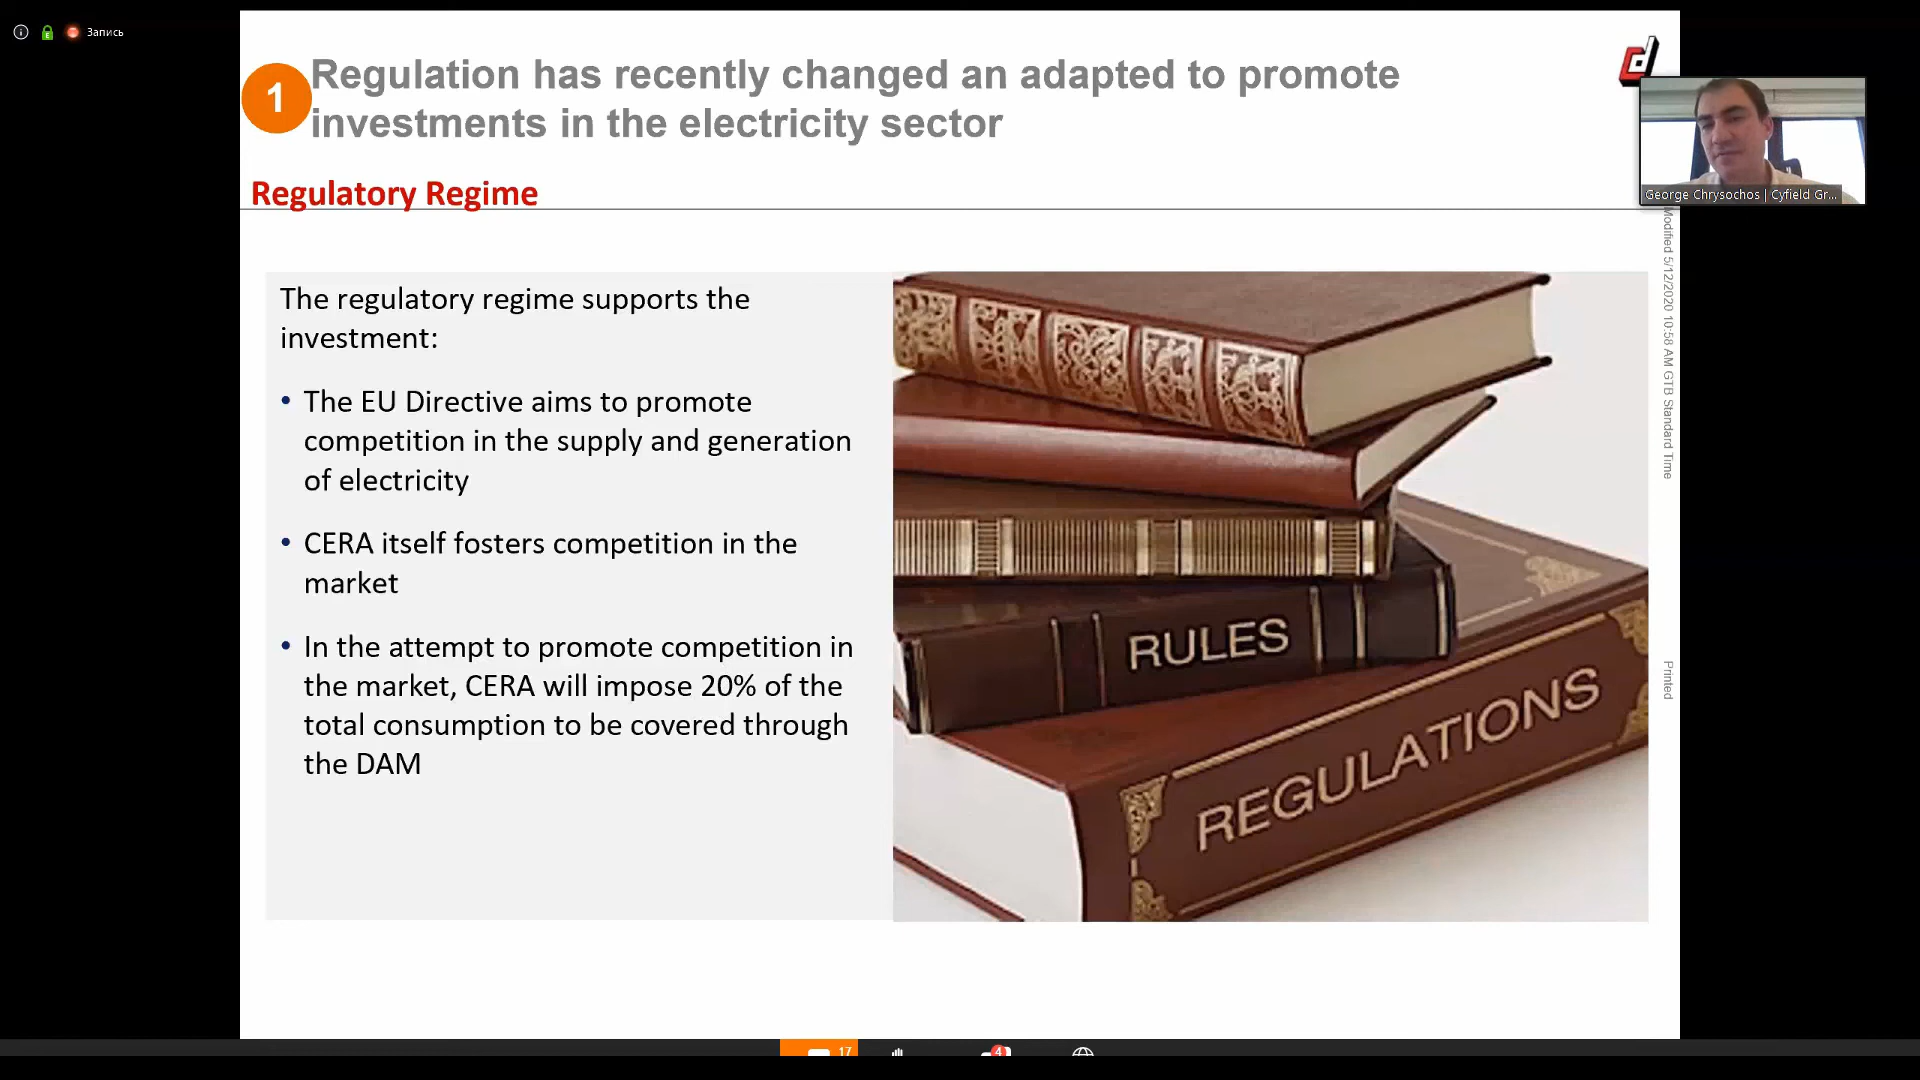 Запись
1
Regulation has recently changed an adapted to promote
investments in the electricity sector
Regulatory Regime
George Chrysochos | Cyfield Gr...
The regulatory regime supports the
investment:
• The EU Directive aims to promote
competition in the supply and generation
of electricity
• CERA itself fosters competition in the
market
• In the attempt to promote competition in
the market, CERA will impose 20% of the
total consumption to be covered through
the DAM
RULES
REGULATIONS
Modified 5/12/2020 10:58 AM GTB Standard Time
Printed
17
4